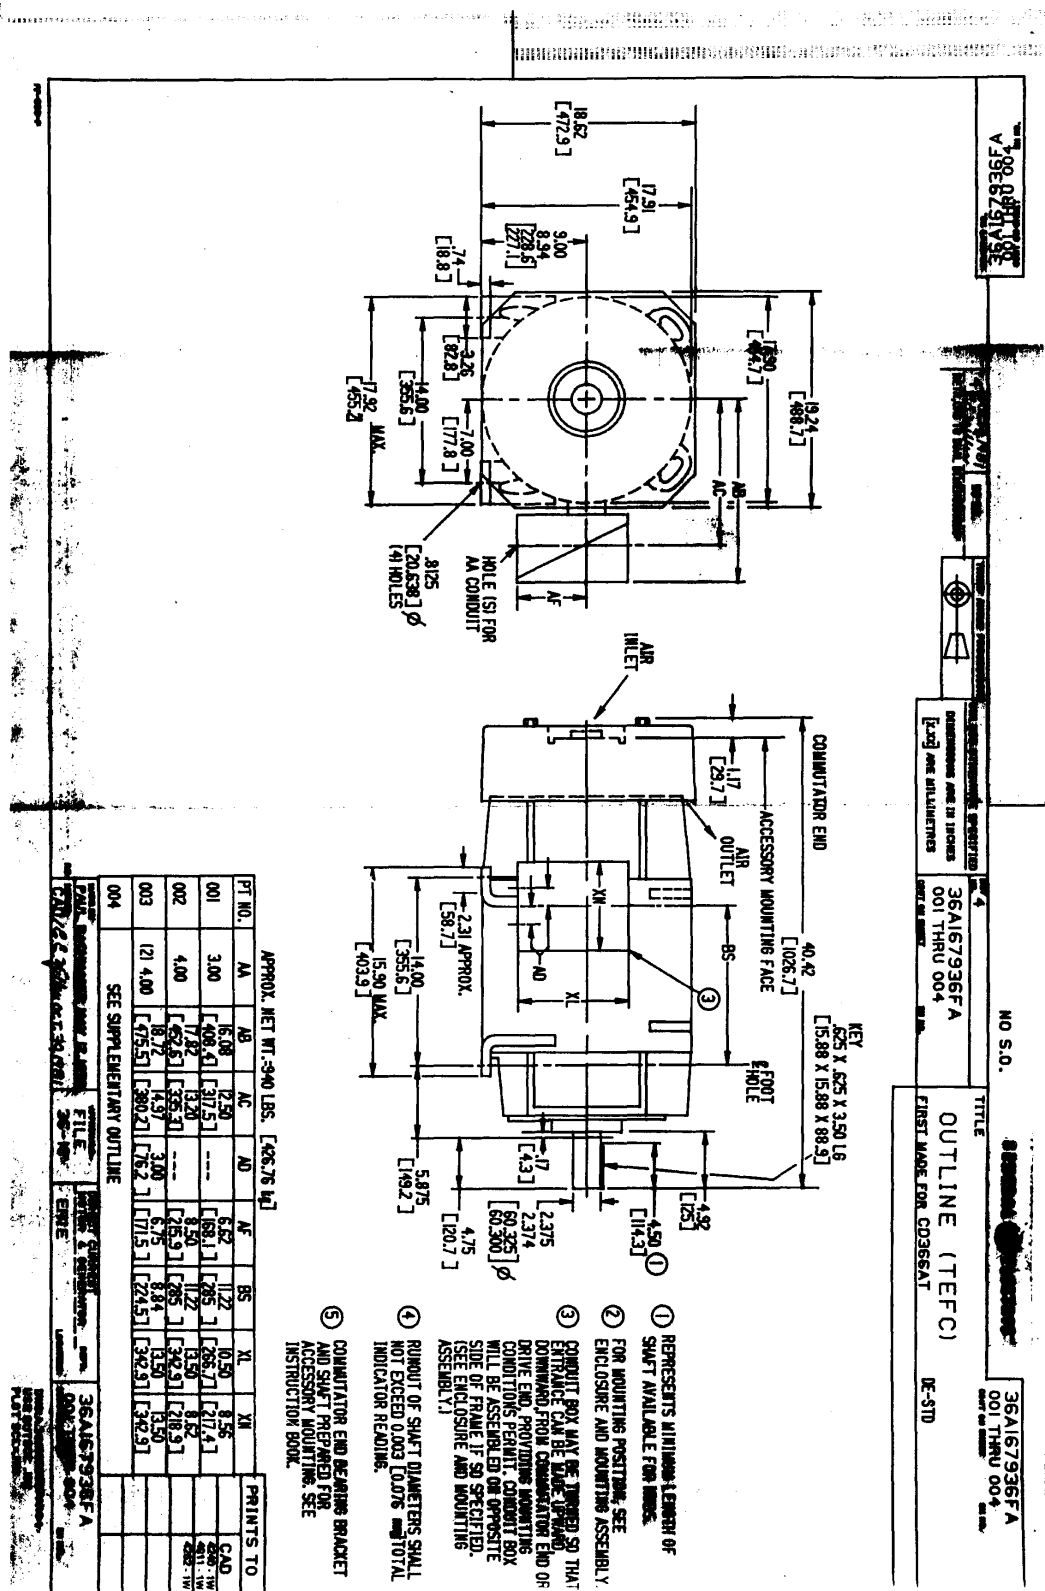 36A167936FA
001 THRU 004
NO S.O.
TITLE
OUTLINE (TEFC)
FIRST MADE FOR CD366AT
DE-STD
36A167936FA
001 THRU 004
36A167936FA
001 THRU 004
DIMENSIONS ARE IN INCHES
[X.XX] ARE MILLIMETRES
18.62
[472.9]
17.91
[454.9]
9.00
8.94
[228.6]
[227.1]
.74
[18.8]
19.24
[488.7]
3.26
[82.8]
7.00
[177.8]
14.00
[355.6]
17.92 MAX.
AB
AC
AF
.8125
[20.638] Ø
(4) HOLES
HOLE (S) FOR
AA CONDUIT
AIR
INLET
COMMUTATOR END
40.42
[1026.7]
ACCESSORY MOUNTING FACE
1.17
[29.7]
AIR
OUTLET
BS
XN
XL
AD
③
KEY
.625 X .625 X 3.50 LG
[15.88 X 15.88 X 88.9]
FOOT
HOLE
2.31 APPROX.
[58.7]
14.00
[355.6]
15.90 MAX.
[403.9]
.17
[4.3]
4.92
[125]
4.50 ①
[114.3]
2.375
2.374
[60.325]
[60.300] Ø
4.75
[120.7]
5.875
[149.2]
① REPRESENTS MINIMUM LENGTH OF
SHAFT AVAILABLE FOR
② FOR MOUNTING POSITION, SEE
ENCLOSURE AND MOUNTING ASSEMBLY.
③ CONDUIT BOX MAY BE TURNED SO THAT
ENTRANCE CAN BE MADE UPWARD
DOWNWARD, FROM COMMUTATOR END OR
DRIVE END, PROVIDING MOUNTING
CONDITIONS PERMIT. CONDUIT BOX
WILL BE ASSEMBLED ON OPPOSITE
SIDE OF FRAME IF SO SPECIFIED.
(SEE ENCLOSURE AND MOUNTING
ASSEMBLY.)
④ RUNOUT OF SHAFT DIAMETERS SHALL
NOT EXCEED 0.003 [0.076 mm] TOTAL
INDICATOR READING.
⑤ COMMUTATOR END BEARING BRACKET
AND SHAFT PREPARED FOR
ACCESSORY MOUNTING. SEE
INSTRUCTION BOOK.
APPROX. NET WT.=940 LBS. [426.76 kg]
PT NO. AA AB AC AD AF BS XL XN
001 3.00 16.08 12.50 --- 6.62 11.22 10.50 8.56
[408.4] [317.5] [168.1] [285 ] [266.7] [217.4]
002 4.00 17.82 13.20 --- 8.50 11.22 13.50 8.62
[452.6] [335.3] [215.9] [285 ] [342.9] [218.9]
003 (2) 4.00 18.72 14.97 3.00 6.75 8.84 13.50 13.50
[475.5] [380.2] [76.2 ] [171.5] [224.5] [342.9] [342.9]
004 SEE SUPPLEMENTARY OUTLINE
PRINTS TO
CAD
FILE
ERIE
36A167936FA